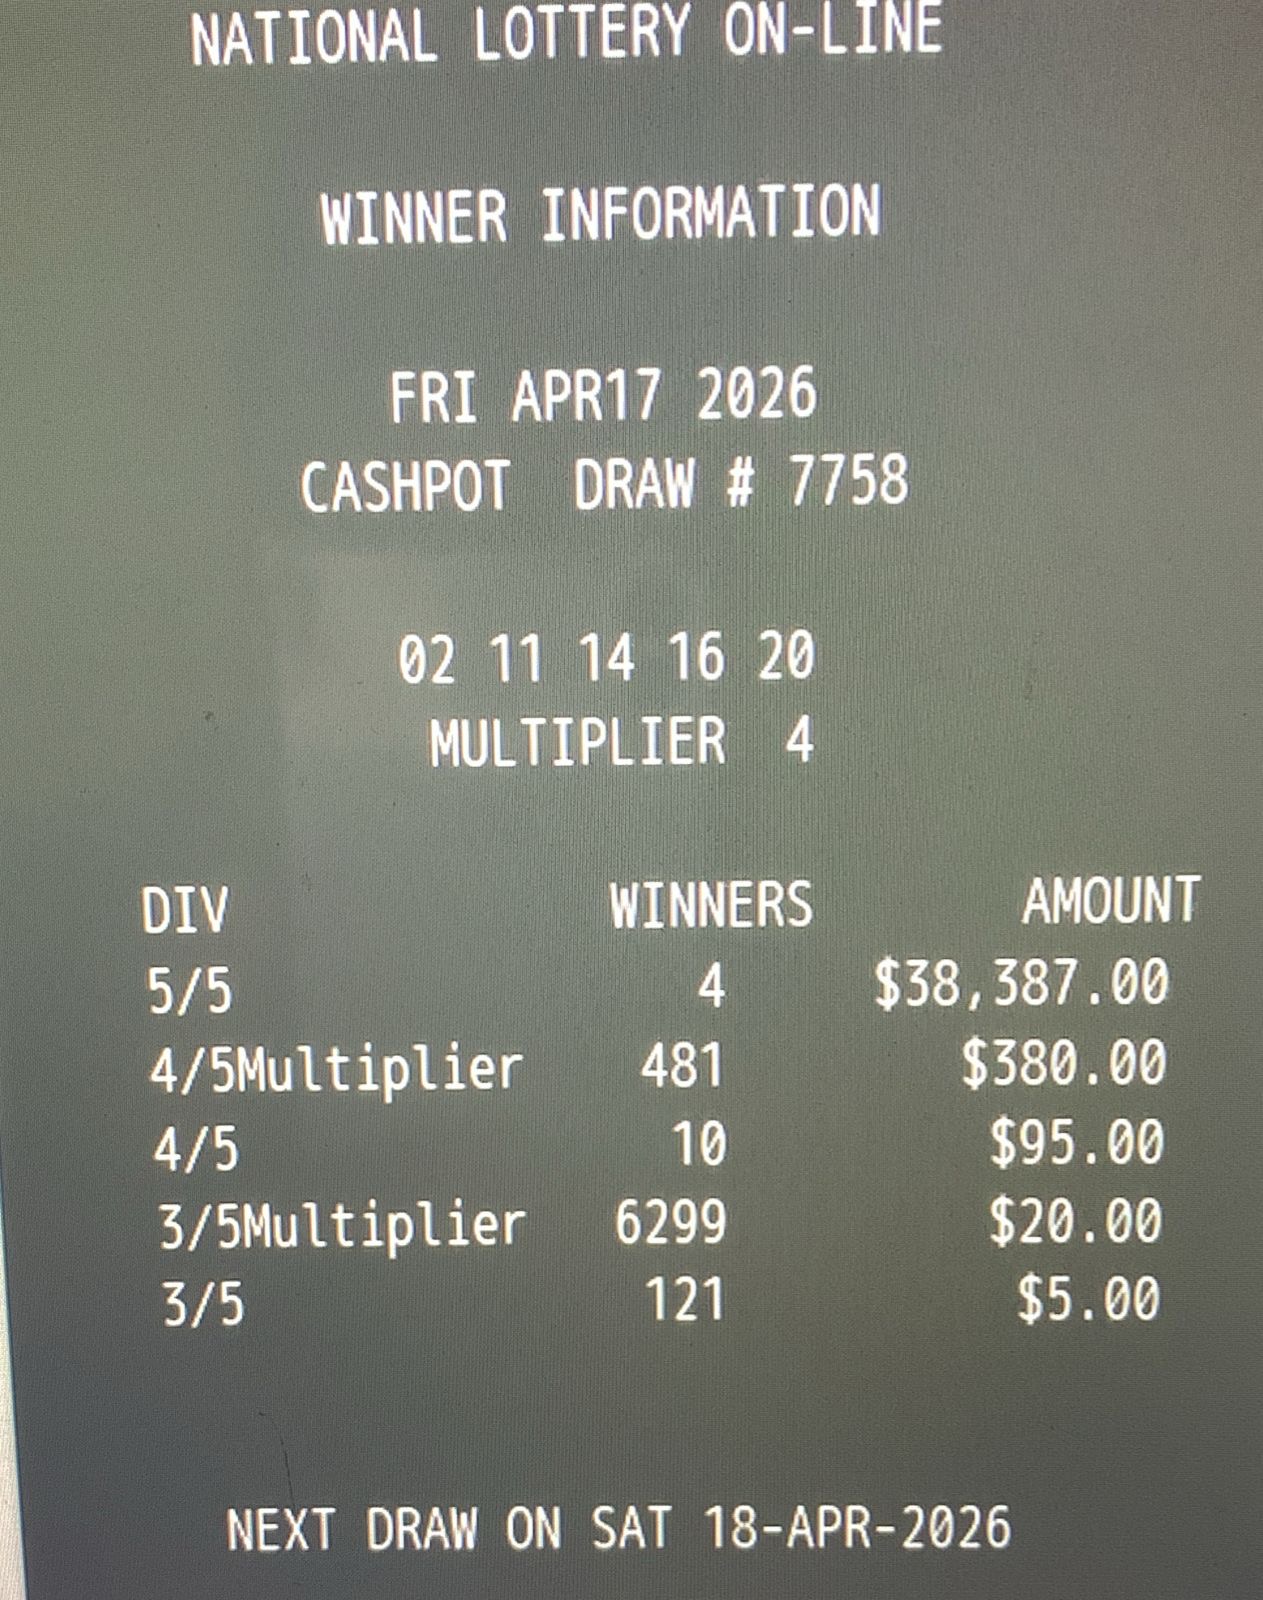 NATIONAL LOTTERY ON-LINE
WINNER INFORMATION
FRI APR17 2026
CASHPOT DRAW # 7758
02 11 14 16 20
MULTIPLIER 4
DIV WINNERS AMOUNT
5/5 4 $38,387.00
4/5Multiplier 481 $380.00
4/5 10 $95.00
3/5Multiplier 6299 $20.00
3/5 121 $5.00
NEXT DRAW ON SAT 18-APR-2026